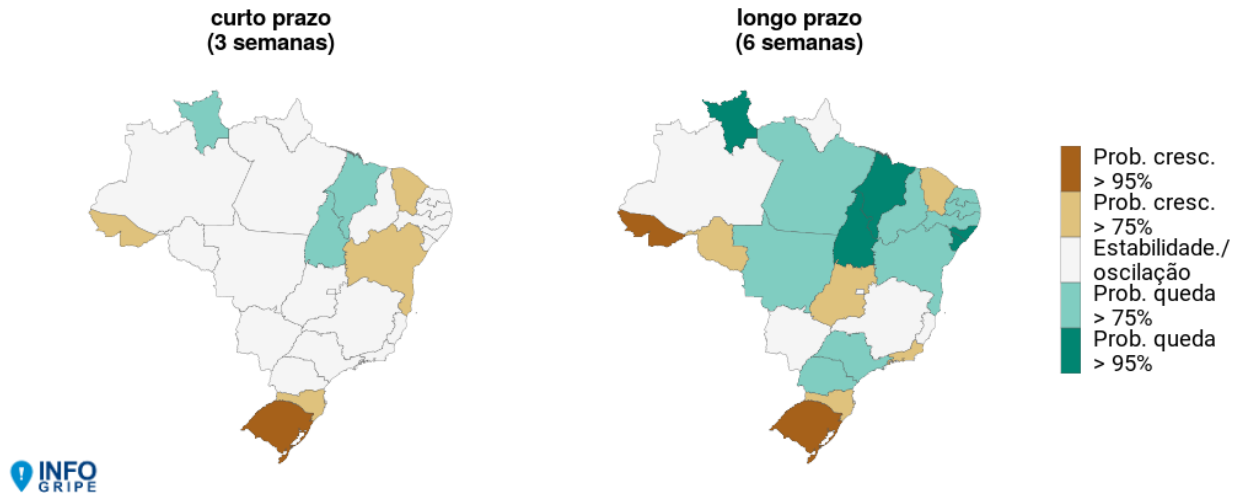 curto prazo
(3 semanas)
longo prazo
(6 semanas)
Prob. cresc.
> 95%
Prob. cresc.
> 75%
Estabilidade./
oscilação
Prob. queda
> 75%
Prob. queda
> 95%
INFO
GRIPE